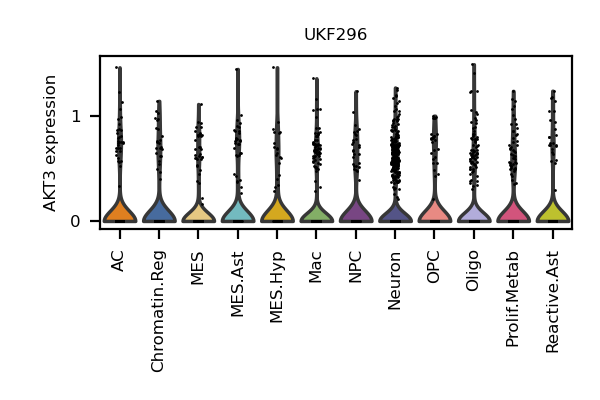 UKF296
AKT3 expression
1
0
AC
Chromatin.Reg
MES
MES.Ast
MES.Hyp
Mac
NPC
Neuron
OPC
Oligo
Prolif.Metab
Reactive.Ast